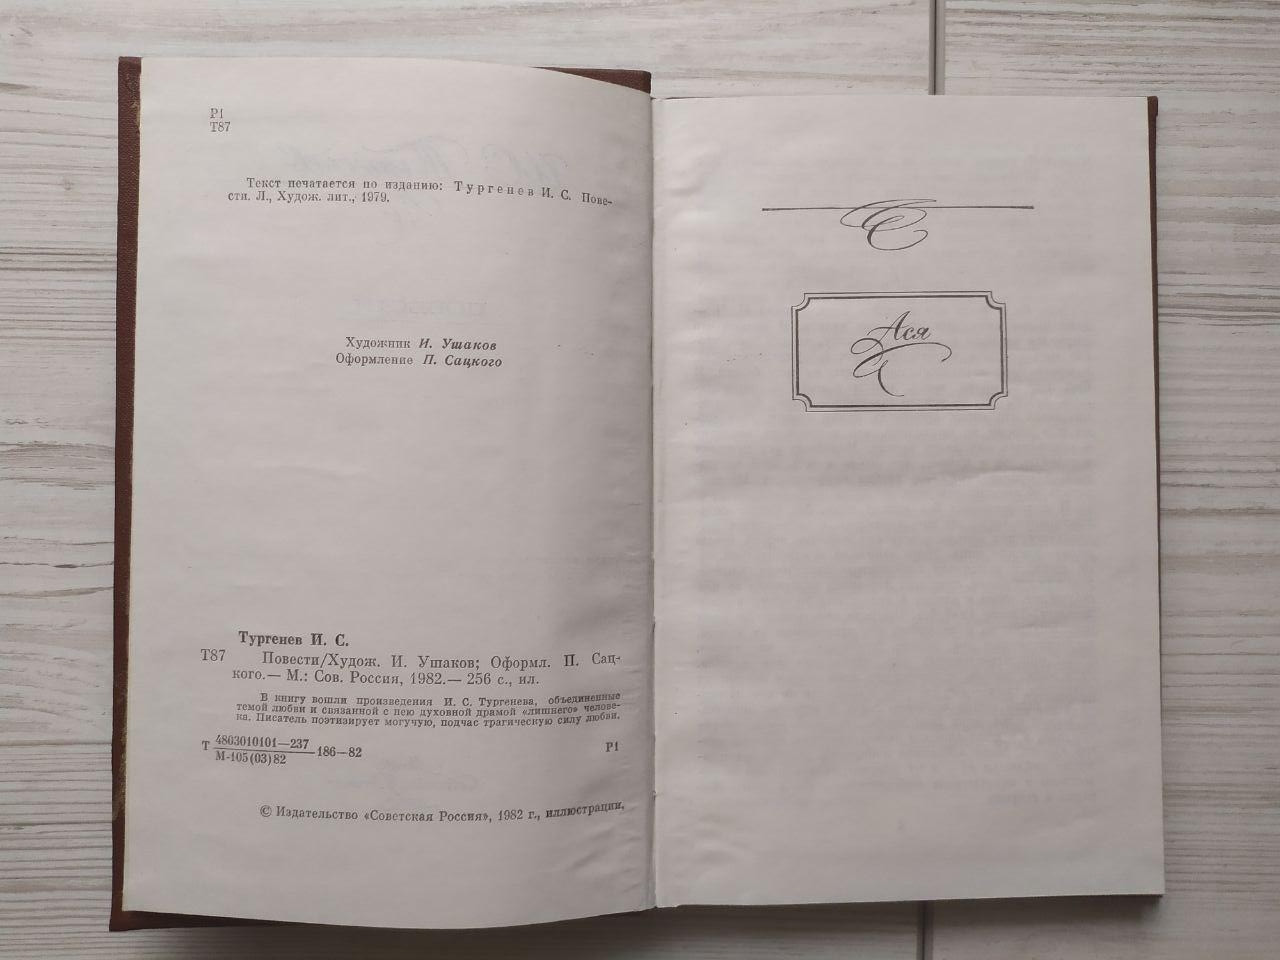 Р1
Т87
Текст печатается по изданию: Тургенев И. С. Пове-
сти. Л., Худож. лит., 1979.
Художник И. Ушаков
Оформление П. Сацкого
Тургенев И. С.
Т87 Повести/Худож. И. Ушаков; Оформл. П. Сац-
кого.— М.: Сов. Россия, 1982.— 256 с., ил.
В книгу вошли произведения И. С. Тургенева, объединенные
темой любви и связанной с нею духовной драмой «лишнего» челове-
ка. Писатель поэтизирует могучую, подчас трагическую силу любви.
Т 4803010101—237
М-105(03)82 186—82 Р1
© Издательство «Советская Россия», 1982 г., иллюстрации.
Ася